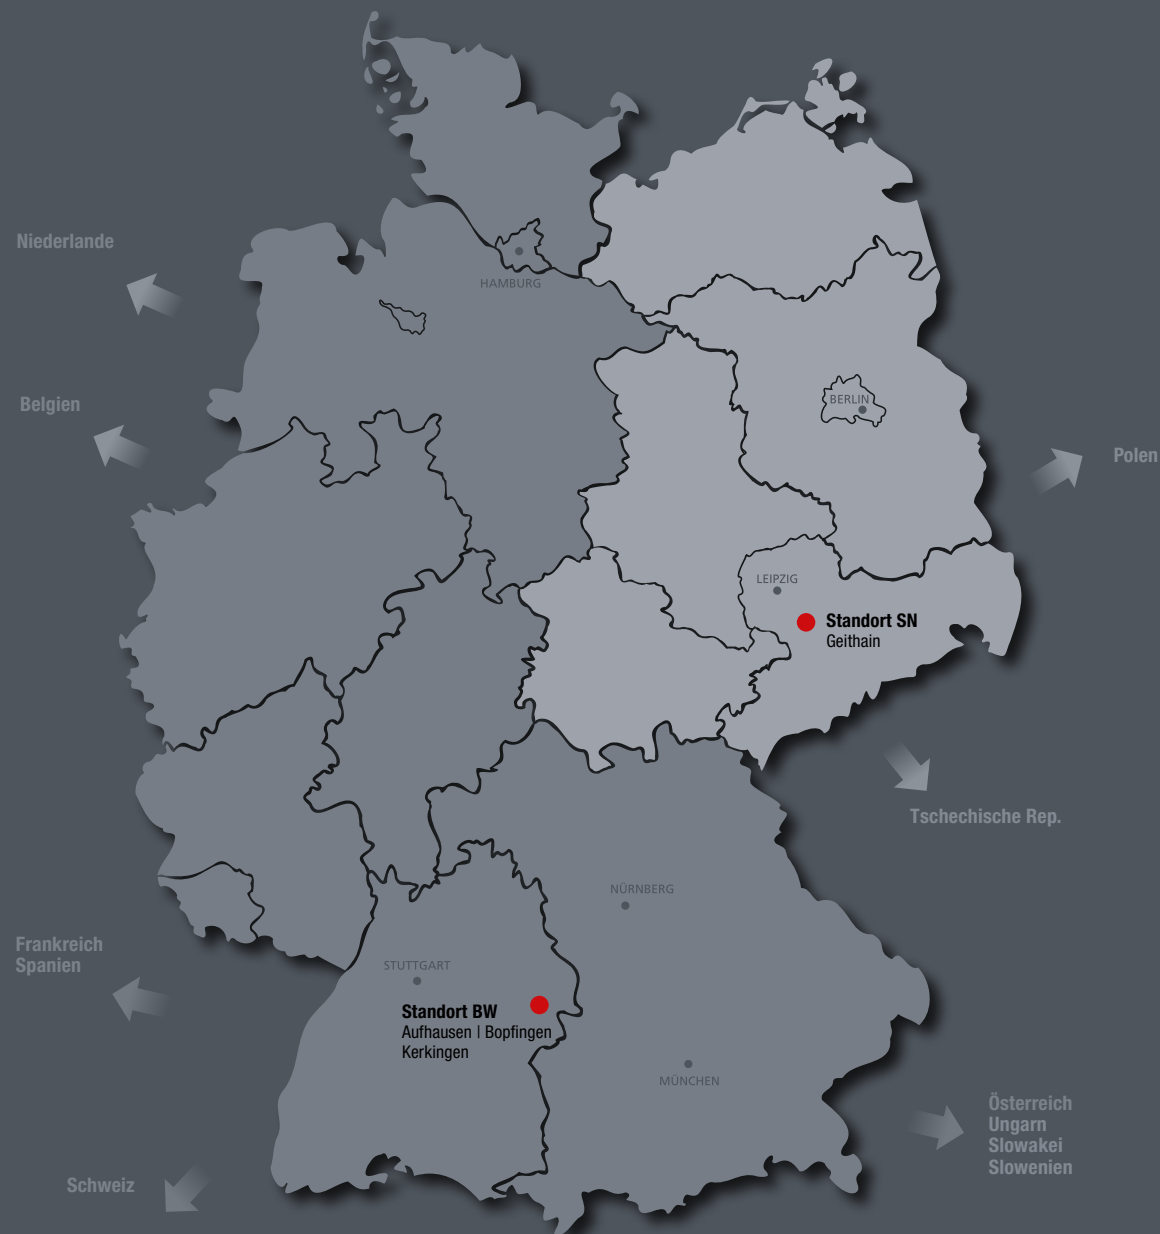 Niederlande
HAMBURG
Belgien
BERLIN
Polen
LEIPZIG
Standort SN
Geithain
Tschechische Rep.
NÜRNBERG
Frankreich
Spanien
STUTTGART
Standort BW
Aufhausen | Bopfingen
Kerkingen
MÜNCHEN
Österreich
Ungarn
Slowakei
Slowenien
Schweiz